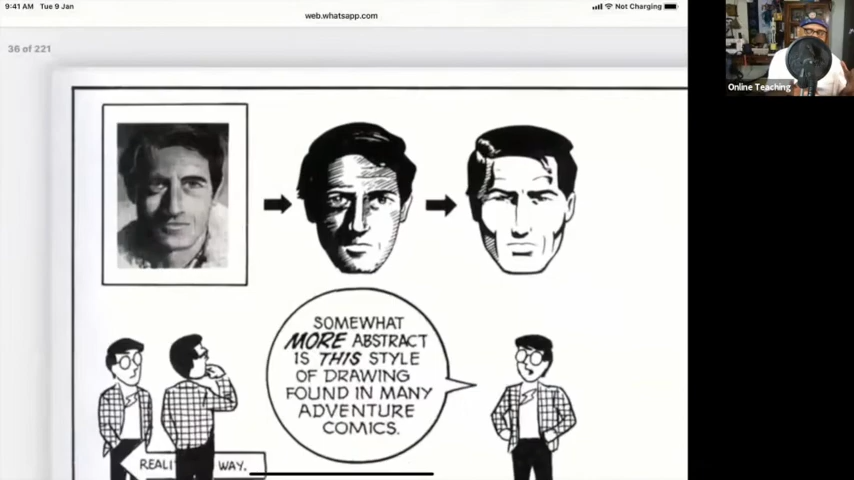 9:41 AM Tue 9 Jan
Not Charging
web.whatsapp.com
36 of 221
Online Teaching
SOMEWHAT
MORE ABSTRACT
IS THIS STYLE
OF DRAWING
FOUND IN MANY
ADVENTURE
COMICS.
REALI WAY.